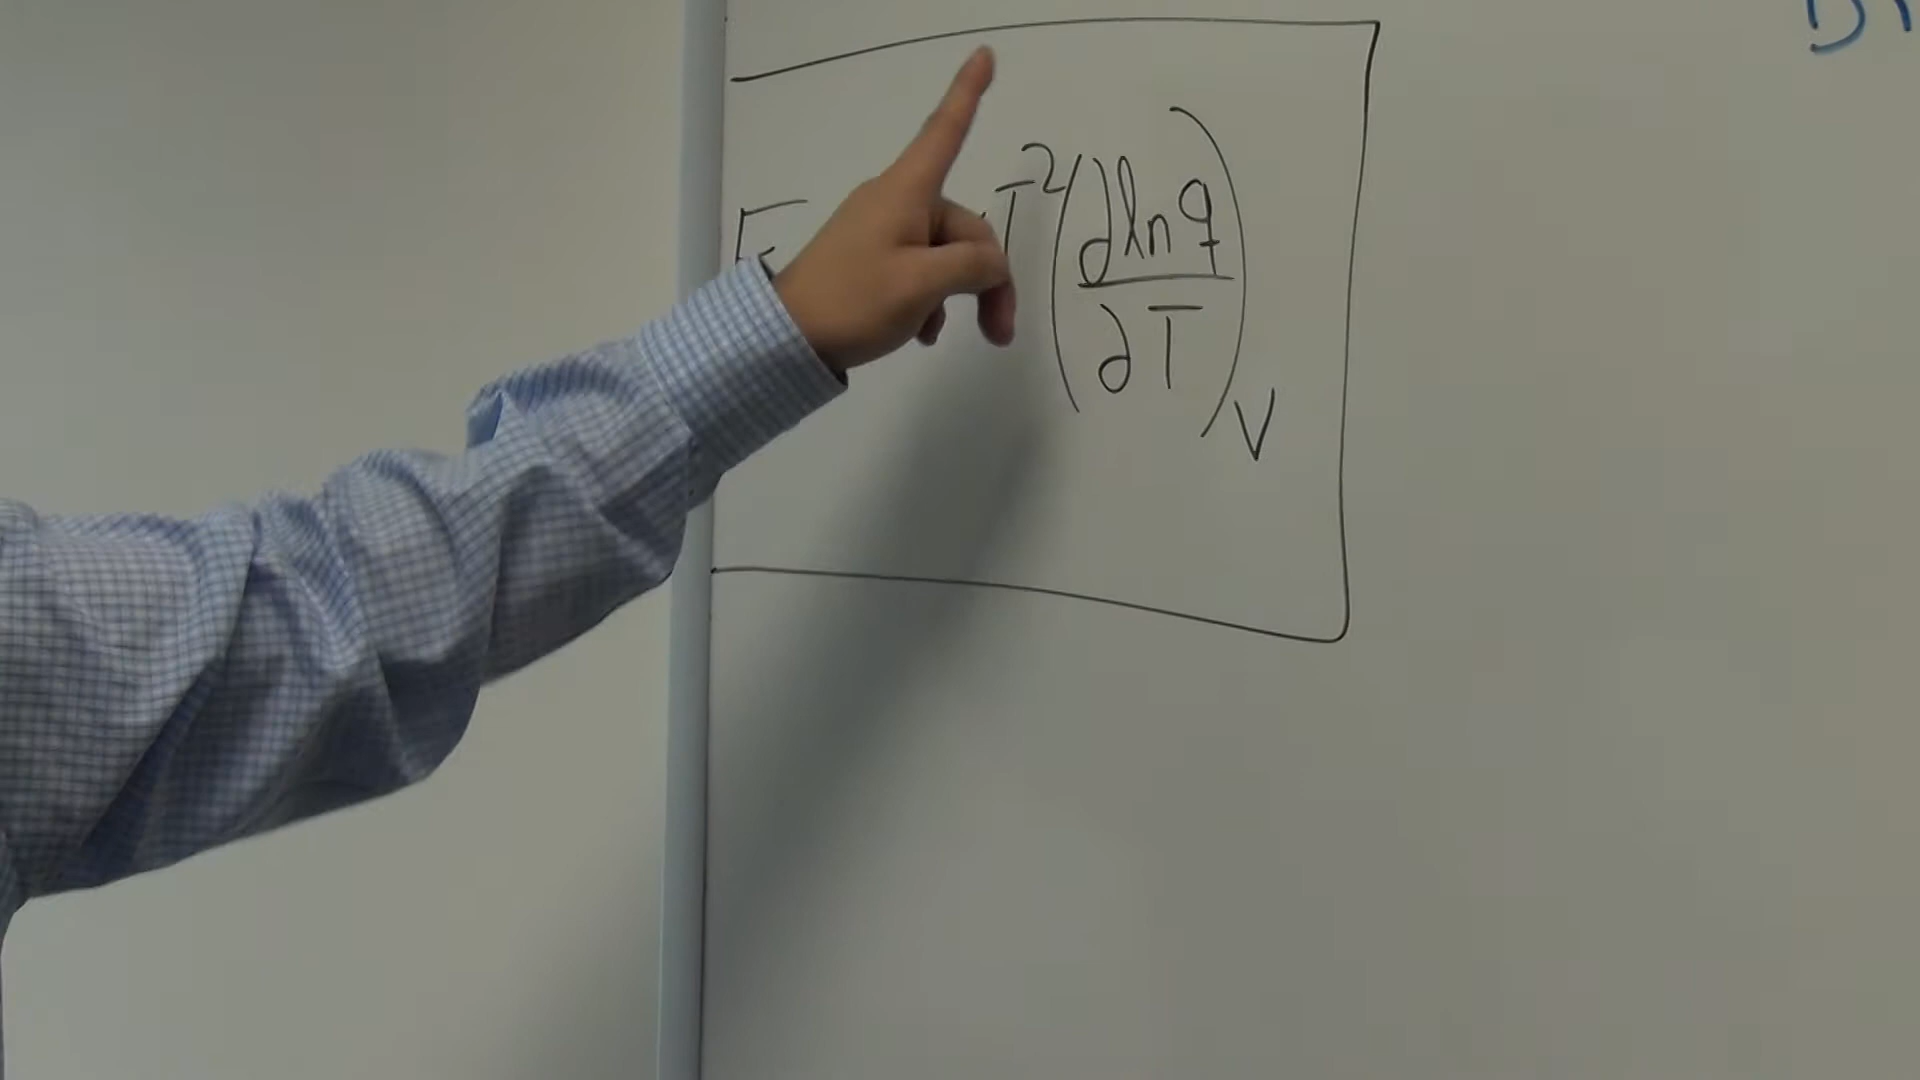 E T² (∂ln q / ∂T)_V